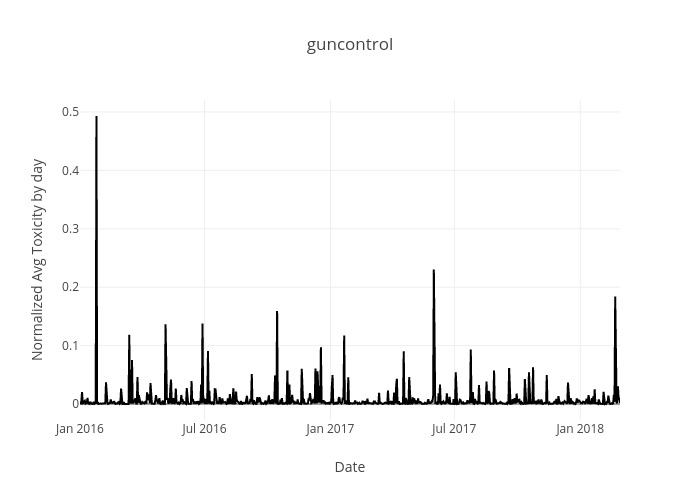 guncontrol
Normalized Avg Toxicity by day
0.5
0.4
0.3
0.2
0.1
0
Jan 2016
Jul 2016
Jan 2017
Jul 2017
Jan 2018
Date